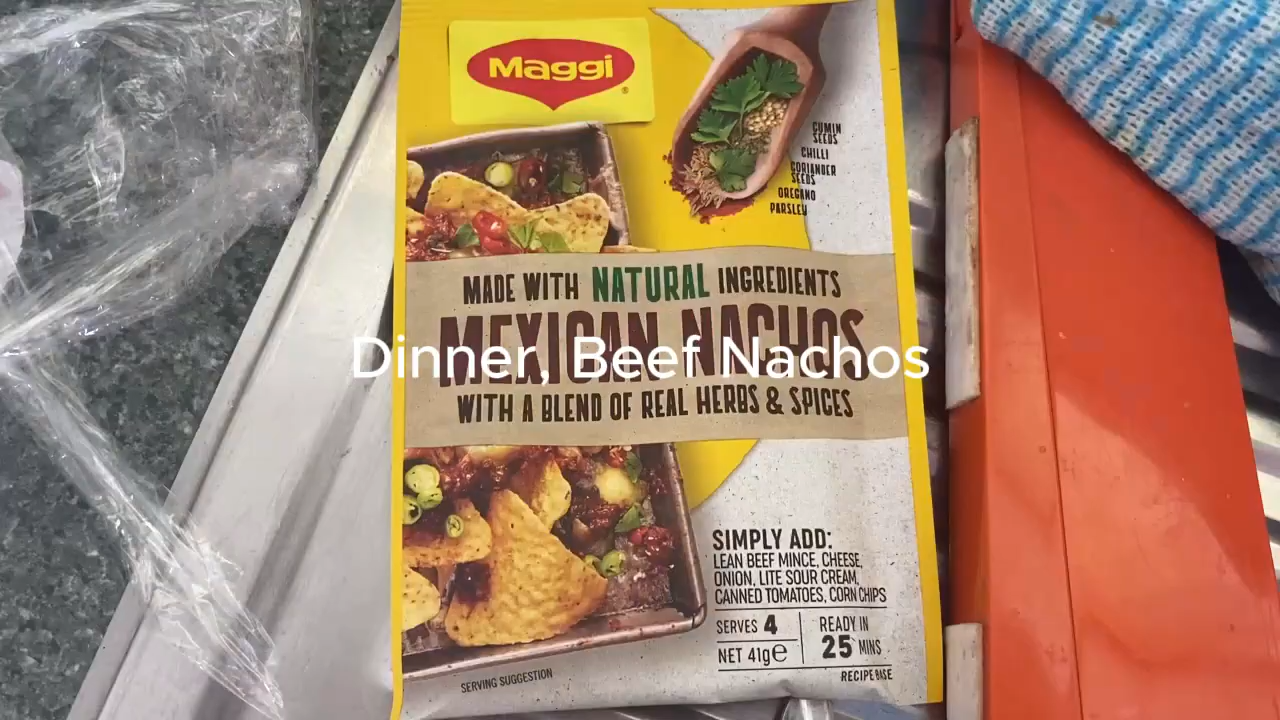 Maggi
CUMIN
SEEDS
CHILLI
CORIANDER
SEEDS
OREGANO
PARSLEY
MADE WITH NATURAL INGREDIENTS
MEXICAN NACHOS
Dinner, Beef Nachos
WITH A BLEND OF REAL HERBS & SPICES
SIMPLY ADD:
LEAN BEEF MINCE, CHEESE,
ONION, LITE SOUR CREAM,
CANNED TOMATOES, CORN CHIPS
SERVES 4
READY IN
25 MINS
NET 41g℮
RECIPE BASE
SERVING SUGGESTION